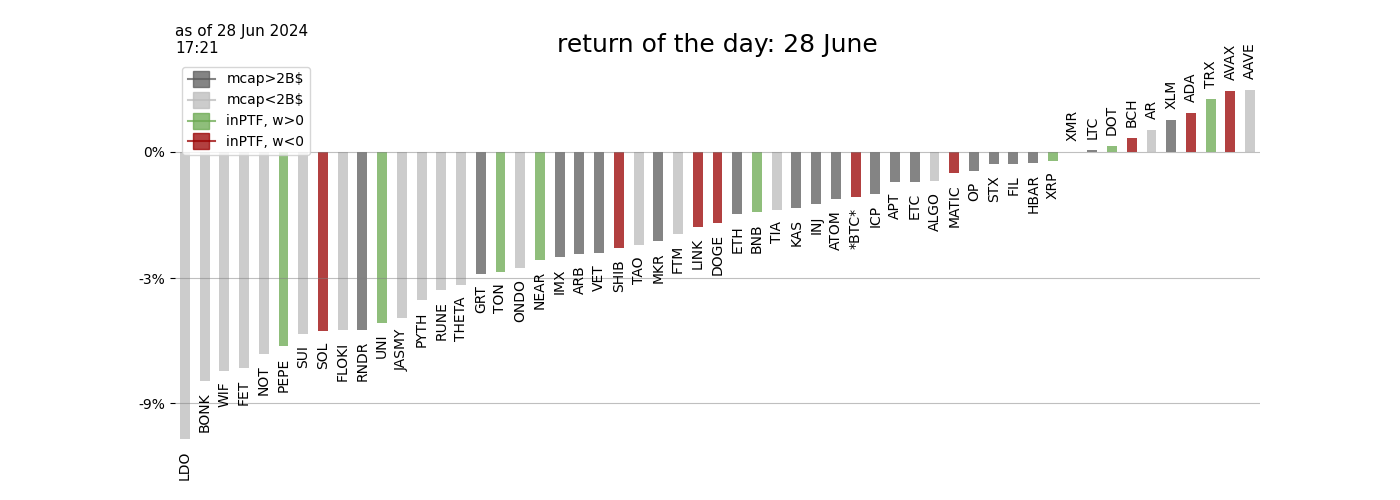 as of 28 Jun 2024
17:21
return of the day: 28 June
mcap>2B$
mcap<2B$
inPTF, w>0
inPTF, w<0
0%
-3%
-9%
LDO
BONK
WIF
FET
NOT
PEPE
SUI
SOL
FLOKI
RNDR
UNI
JASMY
PYTH
RUNE
THETA
GRT
TON
ONDO
NEAR
IMX
ARB
VET
SHIB
TAO
MKR
FTM
LINK
DOGE
ETH
BNB
TIA
KAS
INJ
ATOM
*BTC*
ICP
APT
ETC
ALGO
MATIC
OP
STX
FIL
HBAR
XRP
XMR
LTC
DOT
BCH
AR
XLM
ADA
TRX
AVAX
AAVE